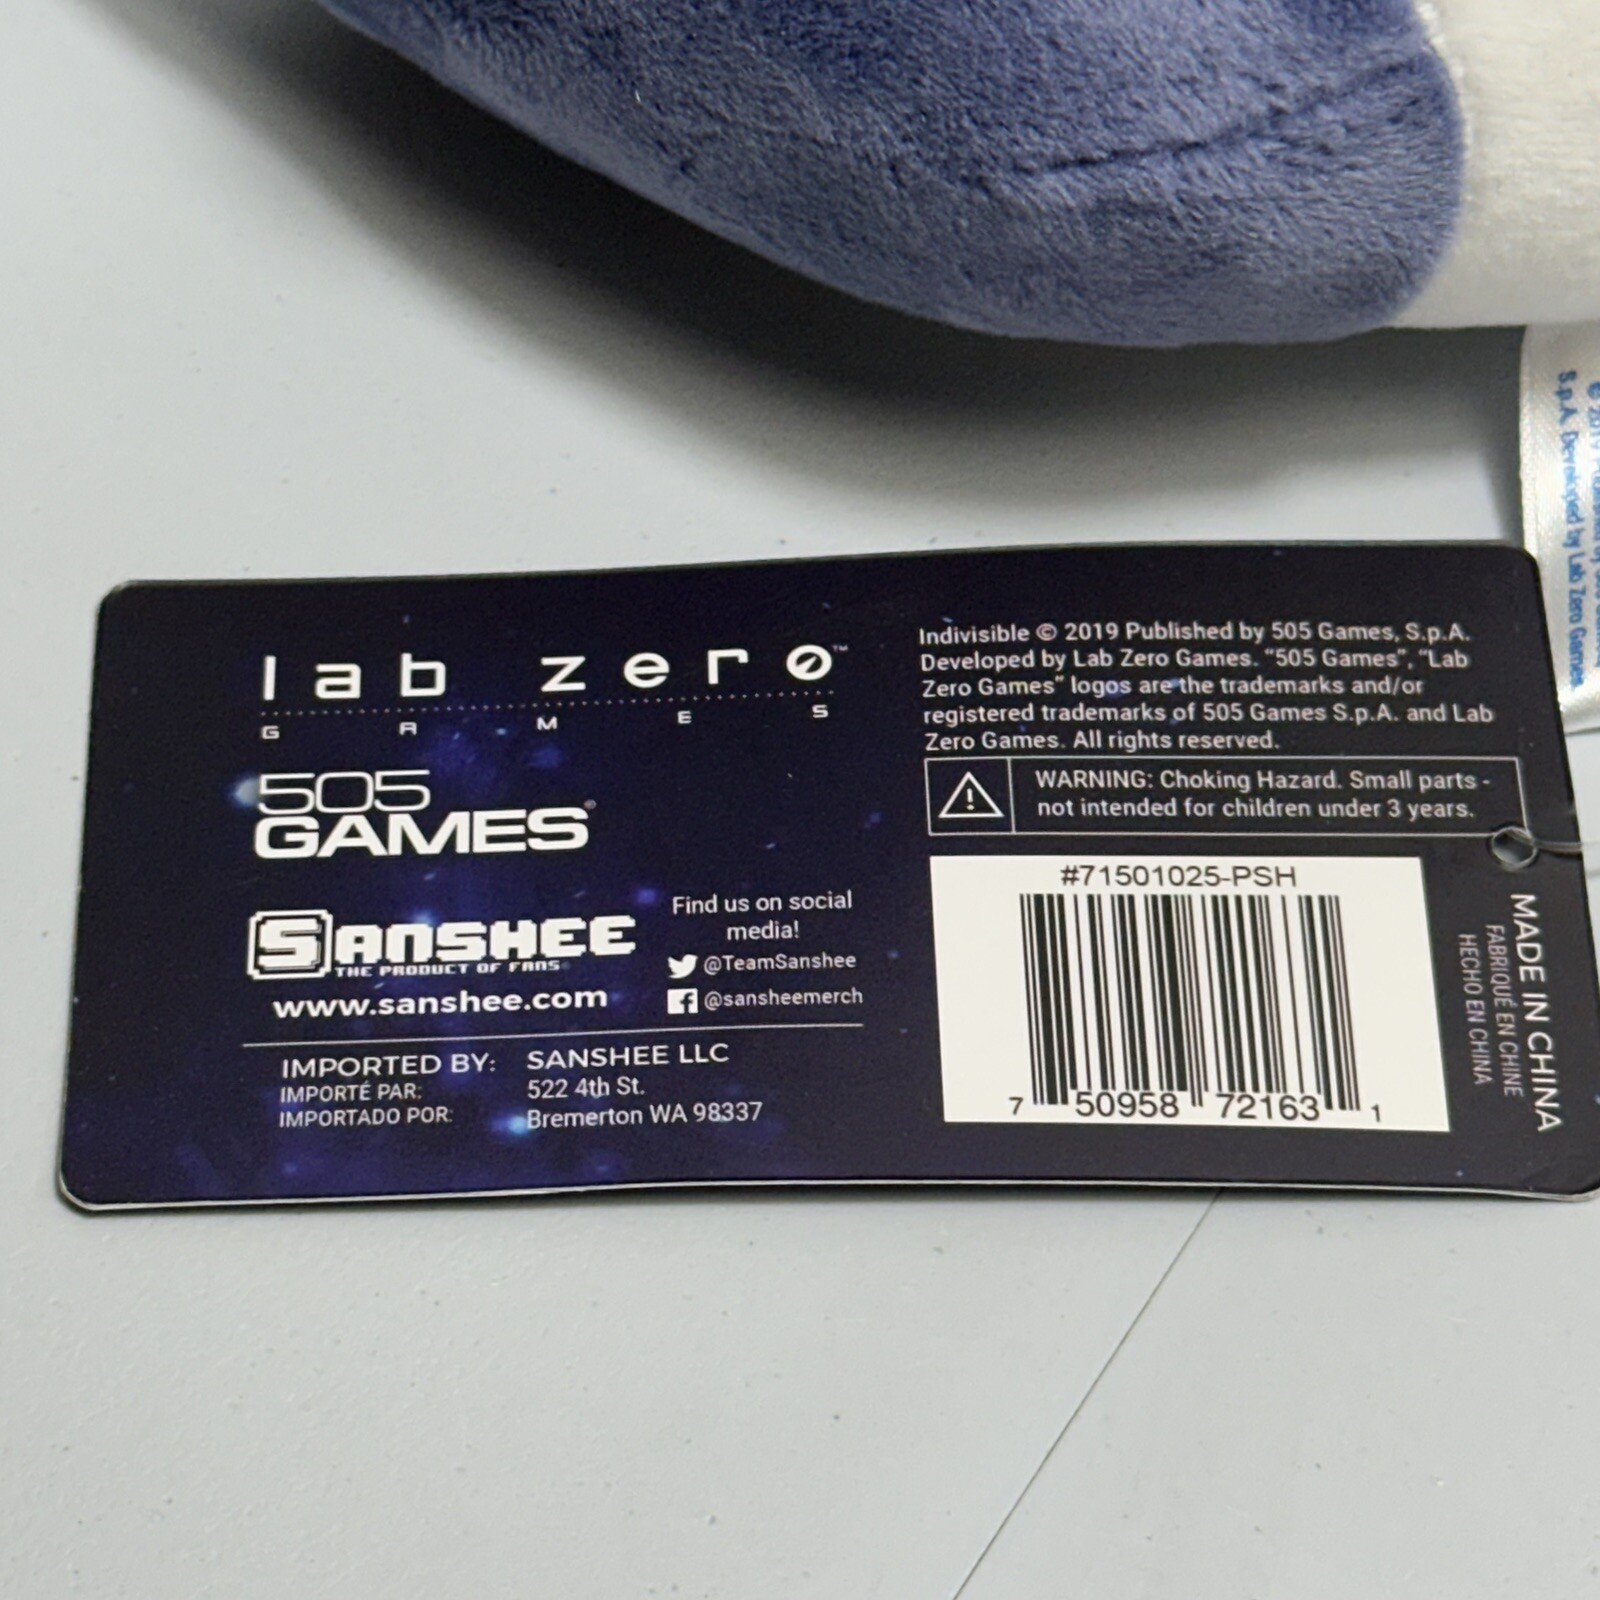 lab zero™
GAMES
505
GAMES®
SANSHEE
THE PRODUCT OF FANS
www.sanshee.com
Find us on social
media!
@TeamSanshee
@sansheemerch
IMPORTED BY: SANSHEE LLC
IMPORTÉ PAR: 522 4th St.
IMPORTADO POR: Bremerton WA 98337
Indivisible © 2019 Published by 505 Games, S.p.A.
Developed by Lab Zero Games. “505 Games”, “Lab
Zero Games” logos are the trademarks and/or
registered trademarks of 505 Games S.p.A. and Lab
Zero Games. All rights reserved.
WARNING: Choking Hazard. Small parts -
not intended for children under 3 years.
#71501025-PSH
7 50958 72163 1
MADE IN CHINA
FABRIQUÉ EN CHINE
HECHO EN CHINA
S.p.A. Developed by Lab Zero Games